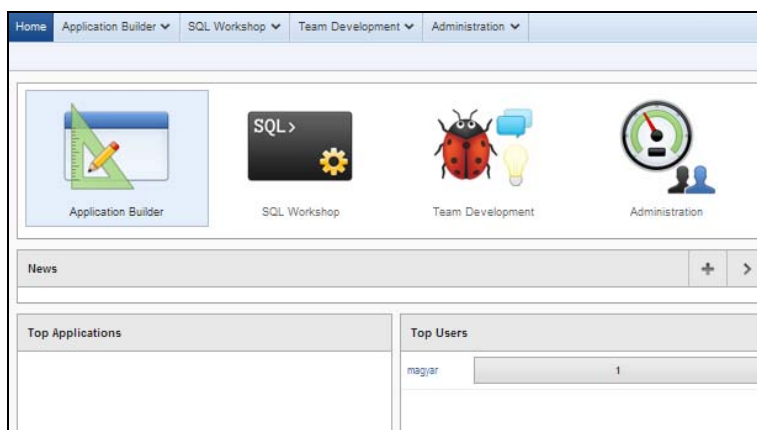 Home Application Builder SQL Workshop Team Development Administration
SQL>
Application Builder SQL Workshop Team Development Administration
News
Top Applications
Top Users
magyar 1